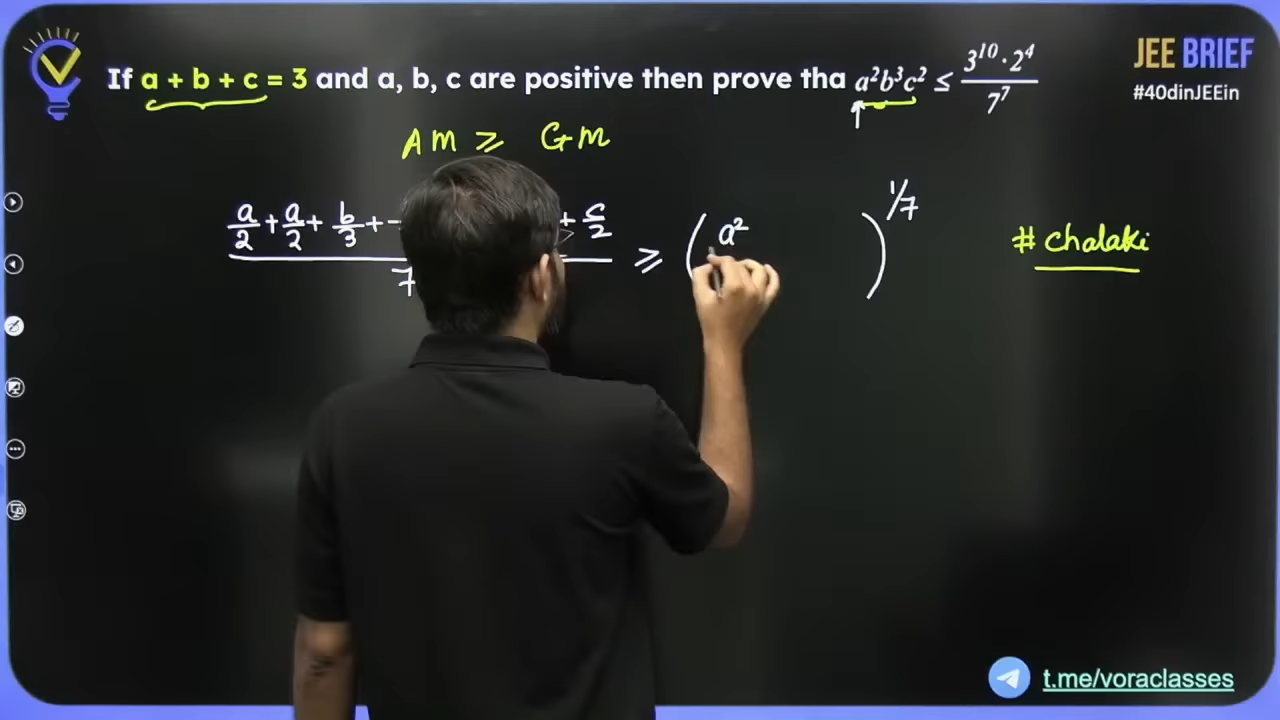 JEE BRIEF
#40dinJEEin
If a + b + c = 3 and a, b, c are positive then prove tha a²b³c² ≤ 3¹⁰·2⁴ / 7⁷
AM ≥ GM
a/2 + a/2 + b/3 + - + c/2 / 7 ≥ ( a² )^1/7
# chalaki
t.me/voraclasses